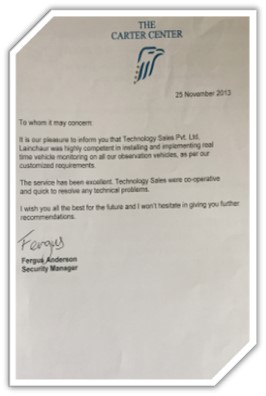 THE
CARTER CENTER
25 November 2013
To whom it may concern:
It is our pleasure to inform you that Technology Sales Pvt. Ltd,
Lainchaur was highly competent in installing and implementing real
time vehicle monitoring on all our observation vehicles, as per our
customized requirements.
The service has been excellent. Technology Sales were co-operative
and quick to resolve any technical problems.
I wish you all the best for the future and I won't hesitate in giving you further
recommendations.
Fergus
Fergus Anderson
Security Manager